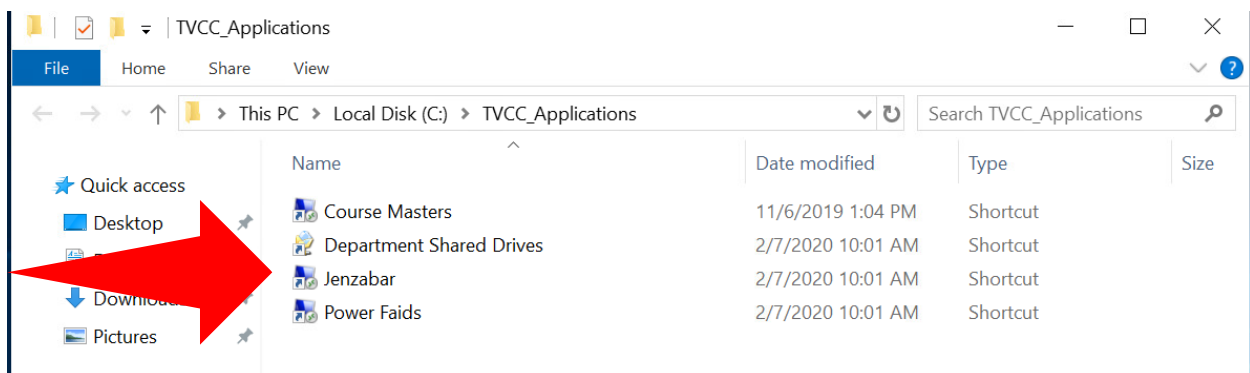 TVCC_Applications
File Home Share View
This PC > Local Disk (C:) > TVCC_Applications Search TVCC_Applications
Name Date modified Type Size
Quick access
Desktop
Pictures
Course Masters 11/6/2019 1:04 PM Shortcut
Department Shared Drives 2/7/2020 10:01 AM Shortcut
Jenzabar 2/7/2020 10:01 AM Shortcut
Power Faids 2/7/2020 10:01 AM Shortcut